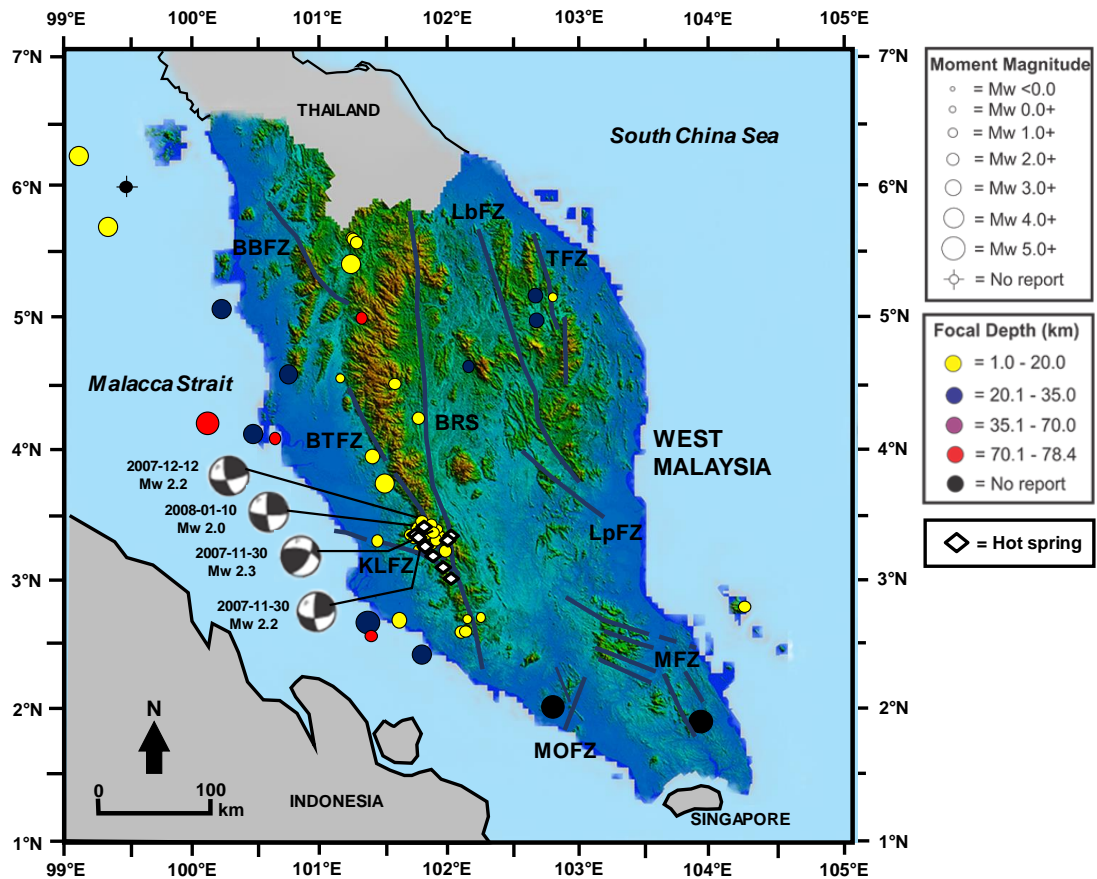 99°E 100°E 101°E 102°E 103°E 104°E 105°E
7°N 7°N
THAILAND
South China Sea
6°N 6°N
LbFZ
BBFZ
TFZ
5°N 5°N
Malacca Strait
BTFZ
BRS
4°N 4°N
WEST
MALAYSIA
2007-12-12
Mw 2.2
2008-01-10
Mw 2.0
LpFZ
2007-11-30
Mw 2.3
KLFZ
3°N 3°N
2007-11-30
Mw 2.2
MFZ
2°N 2°N
N
MOFZ
0 100
km
INDONESIA
SINGAPORE
1°N 1°N
99°E 100°E 101°E 102°E 103°E 104°E 105°E
Moment Magnitude
= Mw <0.0
= Mw 0.0+
= Mw 1.0+
= Mw 2.0+
= Mw 3.0+
= Mw 4.0+
= Mw 5.0+
= No report
Focal Depth (km)
= 1.0 - 20.0
= 20.1 - 35.0
= 35.1 - 70.0
= 70.1 - 78.4
= No report
= Hot spring